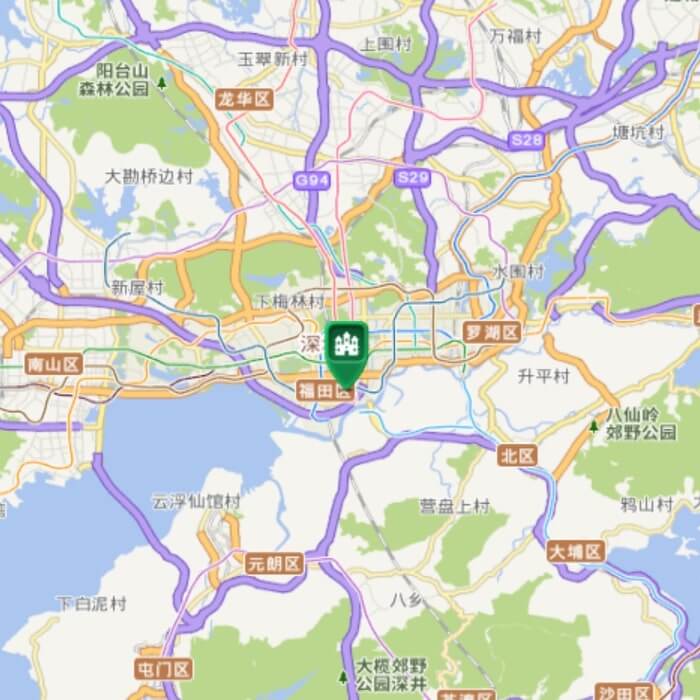 万福村
上围村
玉翠新村
阳台山
森林公园
龙华区
塘坑村
S28
大勘桥边村
G94
S29
水围村
新屋村
下梅林村
深
罗湖区
南山区
升平村
福田区
八仙岭
郊野公园
北区
云浮仙馆村
营盘上村
鸦山村
大埔区
元朗区
下白泥村
八乡
屯门区
大榄郊野
公园深井
沙田区